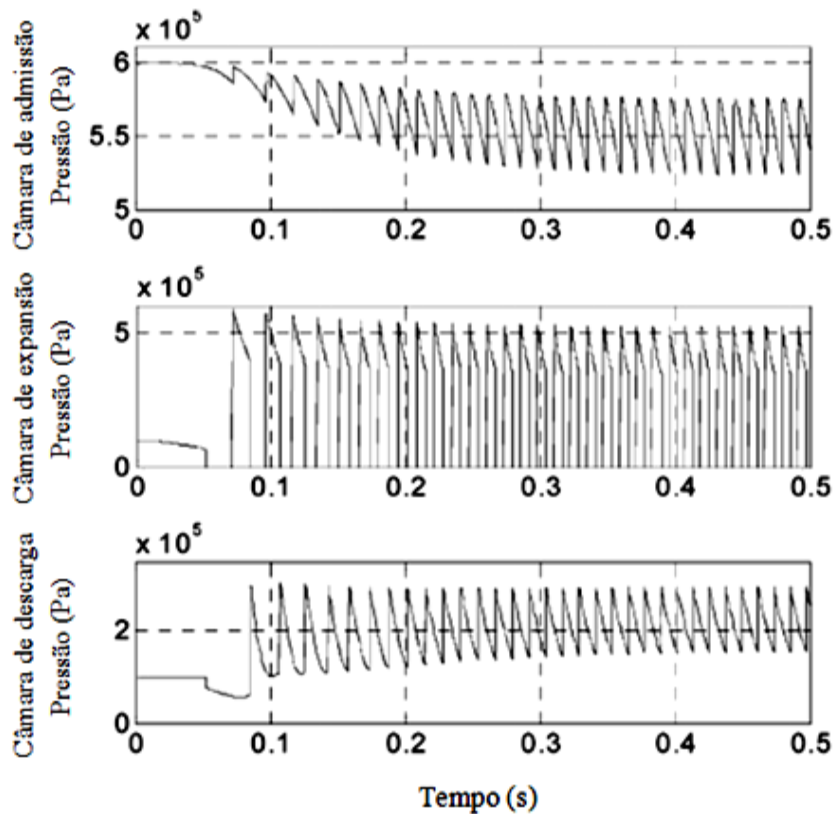 x 10⁵
Câmara de admissão
Pressão (Pa)
6
5.5
5
0 0.1 0.2 0.3 0.4 0.5
x 10⁵
Câmara de expansão
Pressão (Pa)
5
0
0 0.1 0.2 0.3 0.4 0.5
x 10⁵
Câmara de descarga
Pressão (Pa)
2
0
0 0.1 0.2 0.3 0.4 0.5
Tempo (s)